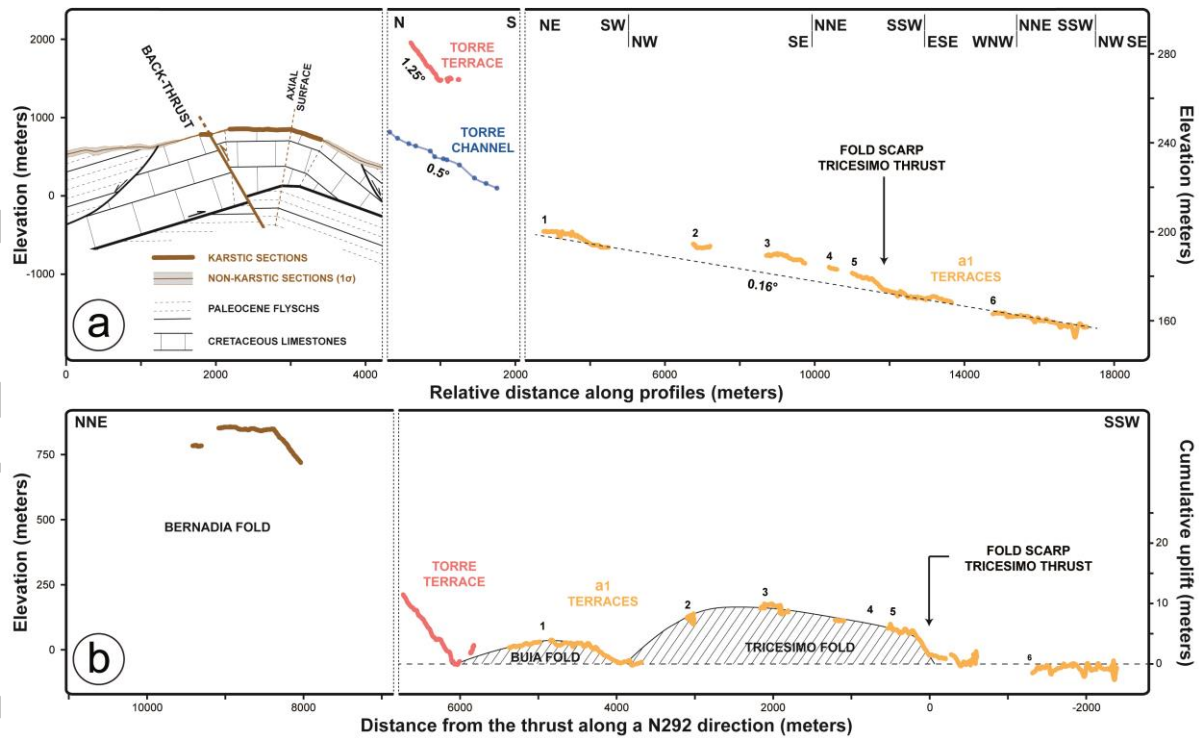 N
S
NE
SW
NW
SE
NNE
SSW
ESE
WNW
NNE
SSW
NW
SE
2000
1000
0
-1000
Elevation (meters)
BACK-THRUST
AXIAL
SURFACE
KARSTIC SECTIONS
NON-KARSTIC SECTIONS (1σ)
PALEOCENE FLYSCHS
CRETACEOUS LIMESTONES
a
TORRE
TERRACE
1.25°
TORRE
CHANNEL
0.5°
FOLD SCARP
TRICESIMO THRUST
1
2
3
4
5
6
a1
TERRACES
0.16°
280
240
200
160
Elevation (meters)
0
2000
4000
0
2000
4000
6000
8000
10000
12000
14000
16000
18000
Relative distance along profiles (meters)
NNE
SSW
750
500
250
0
Elevation (meters)
BERNADIA FOLD
TORRE
TERRACE
a1
TERRACES
1
2
3
4
5
6
BUIA FOLD
TRICESIMO FOLD
FOLD SCARP
TRICESIMO THRUST
20
10
0
Cumulative uplift (meters)
b
10000
8000
6000
4000
2000
0
-2000
Distance from the thrust along a N292 direction (meters)